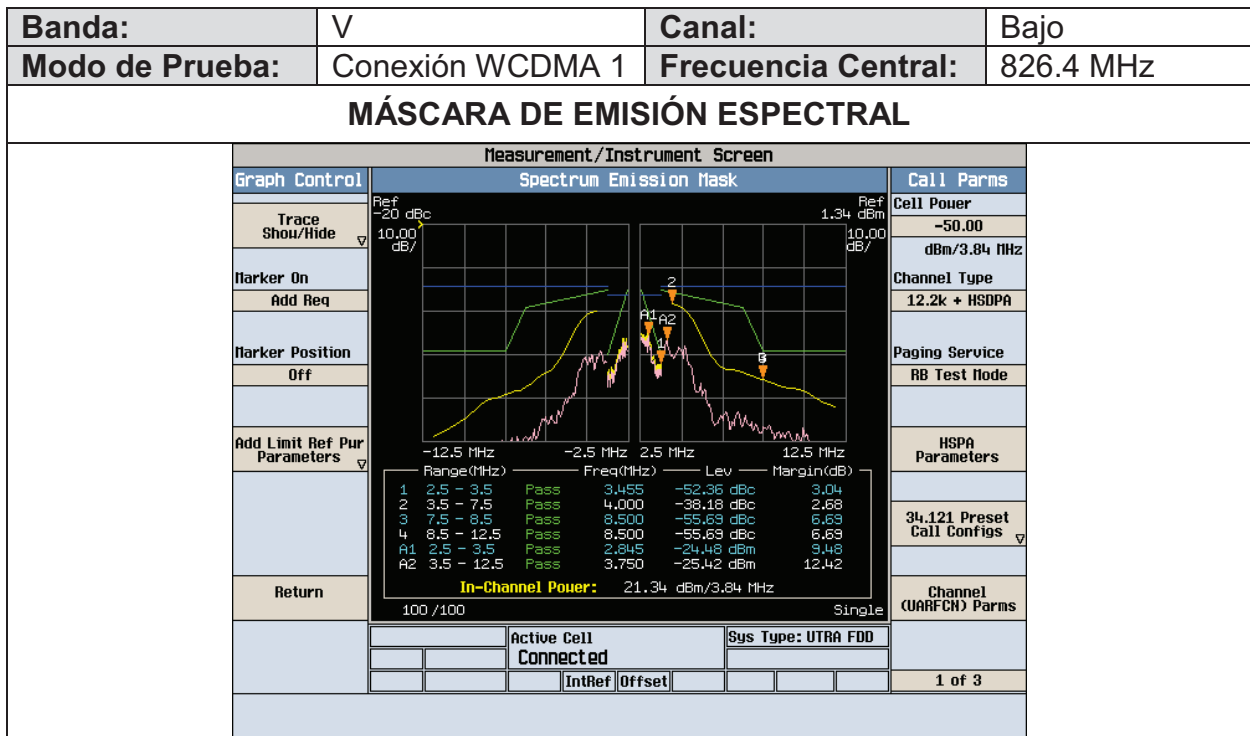 Banda: V Canal: Bajo
Modo de Prueba: Conexión WCDMA 1 Frecuencia Central: 826.4 MHz
MÁSCARA DE EMISIÓN ESPECTRAL
Measurement/Instrument Screen
Graph Control Spectrum Emission Mask Call Parms
Trace
Show/Hide
Marker On
Add Req
Marker Position
Off
Add Limit Ref Pwr
Parameters
Return
Ref
-20 dBc
10.00
dB/
Ref
1.34 dBm
10.00
dB/
2
A1
A2
1
-12.5 MHz -2.5 MHz 2.5 MHz 12.5 MHz
Range(MHz) Freq(MHz) Lev Margin(dB)
1 2.5 - 3.5 Pass 3.455 -52.36 dBc 3.04
2 3.5 - 7.5 Pass 4.000 -38.18 dBc 2.68
3 7.5 - 8.5 Pass 8.500 -55.69 dBc 6.69
4 8.5 - 12.5 Pass 8.500 -55.69 dBc 6.69
A1 2.5 - 3.5 Pass 2.845 -24.48 dBm 9.48
A2 3.5 - 12.5 Pass 3.750 -25.42 dBm 12.42
In-Channel Power: 21.34 dBm/3.84 MHz
100/100 Single
Active Cell Sys Type: UTRA FDD
Connected
IntRef Offset
Cell Power
-50.00
dBm/3.84 MHz
Channel Type
12.2k + HSDPA
Paging Service
RB Test Mode
HSPA
Parameters
34.121 Preset
Call Configs
Channel
(UARFCN) Parms
1 of 3